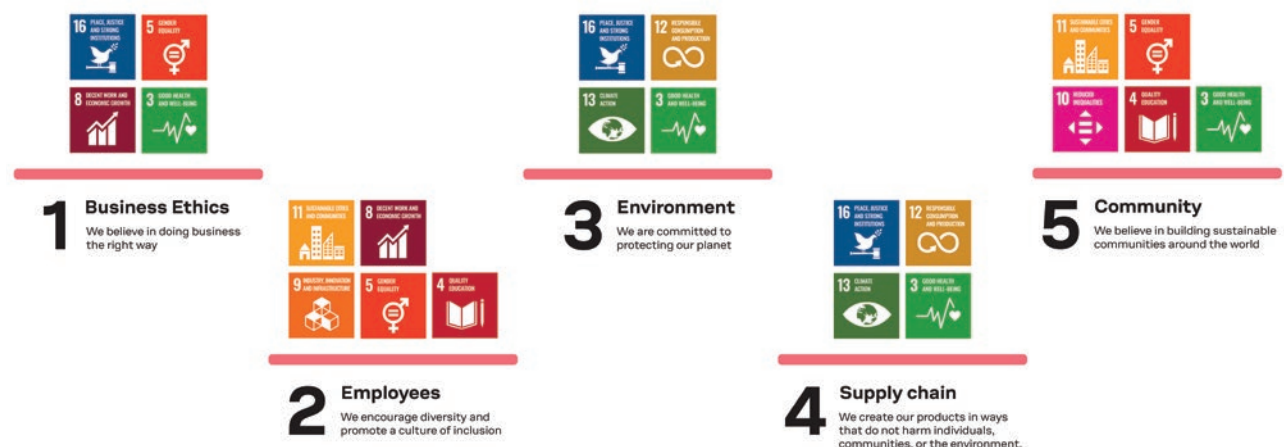 16 PEACE, JUSTICE
AND STRONG
INSTITUTIONS
5 GENDER
EQUALITY
8 DECENT WORK AND
ECONOMIC GROWTH
3 GOOD HEALTH
AND WELL-BEING
1 Business Ethics
We believe in doing business
the right way
11 SUSTAINABLE CITIES
AND COMMUNITIES
8 DECENT WORK AND
ECONOMIC GROWTH
9 INDUSTRY, INNOVATION
AND INFRASTRUCTURE
5 GENDER
EQUALITY
4 QUALITY
EDUCATION
2 Employees
We encourage diversity and
promote a culture of inclusion
16 PEACE, JUSTICE
AND STRONG
INSTITUTIONS
12 RESPONSIBLE
CONSUMPTION
AND PRODUCTION
13 CLIMATE
ACTION
3 GOOD HEALTH
AND WELL-BEING
3 Environment
We are committed to
protecting our planet
16 PEACE, JUSTICE
AND STRONG
INSTITUTIONS
12 RESPONSIBLE
CONSUMPTION
AND PRODUCTION
13 CLIMATE
ACTION
3 GOOD HEALTH
AND WELL-BEING
4 Supply chain
We create our products in ways
that do not harm individuals,
communities, or the environment.
11 SUSTAINABLE CITIES
AND COMMUNITIES
5 GENDER
EQUALITY
10 REDUCED
INEQUALITIES
4 QUALITY
EDUCATION
3 GOOD HEALTH
AND WELL-BEING
5 Community
We believe in building sustainable
communities around the world